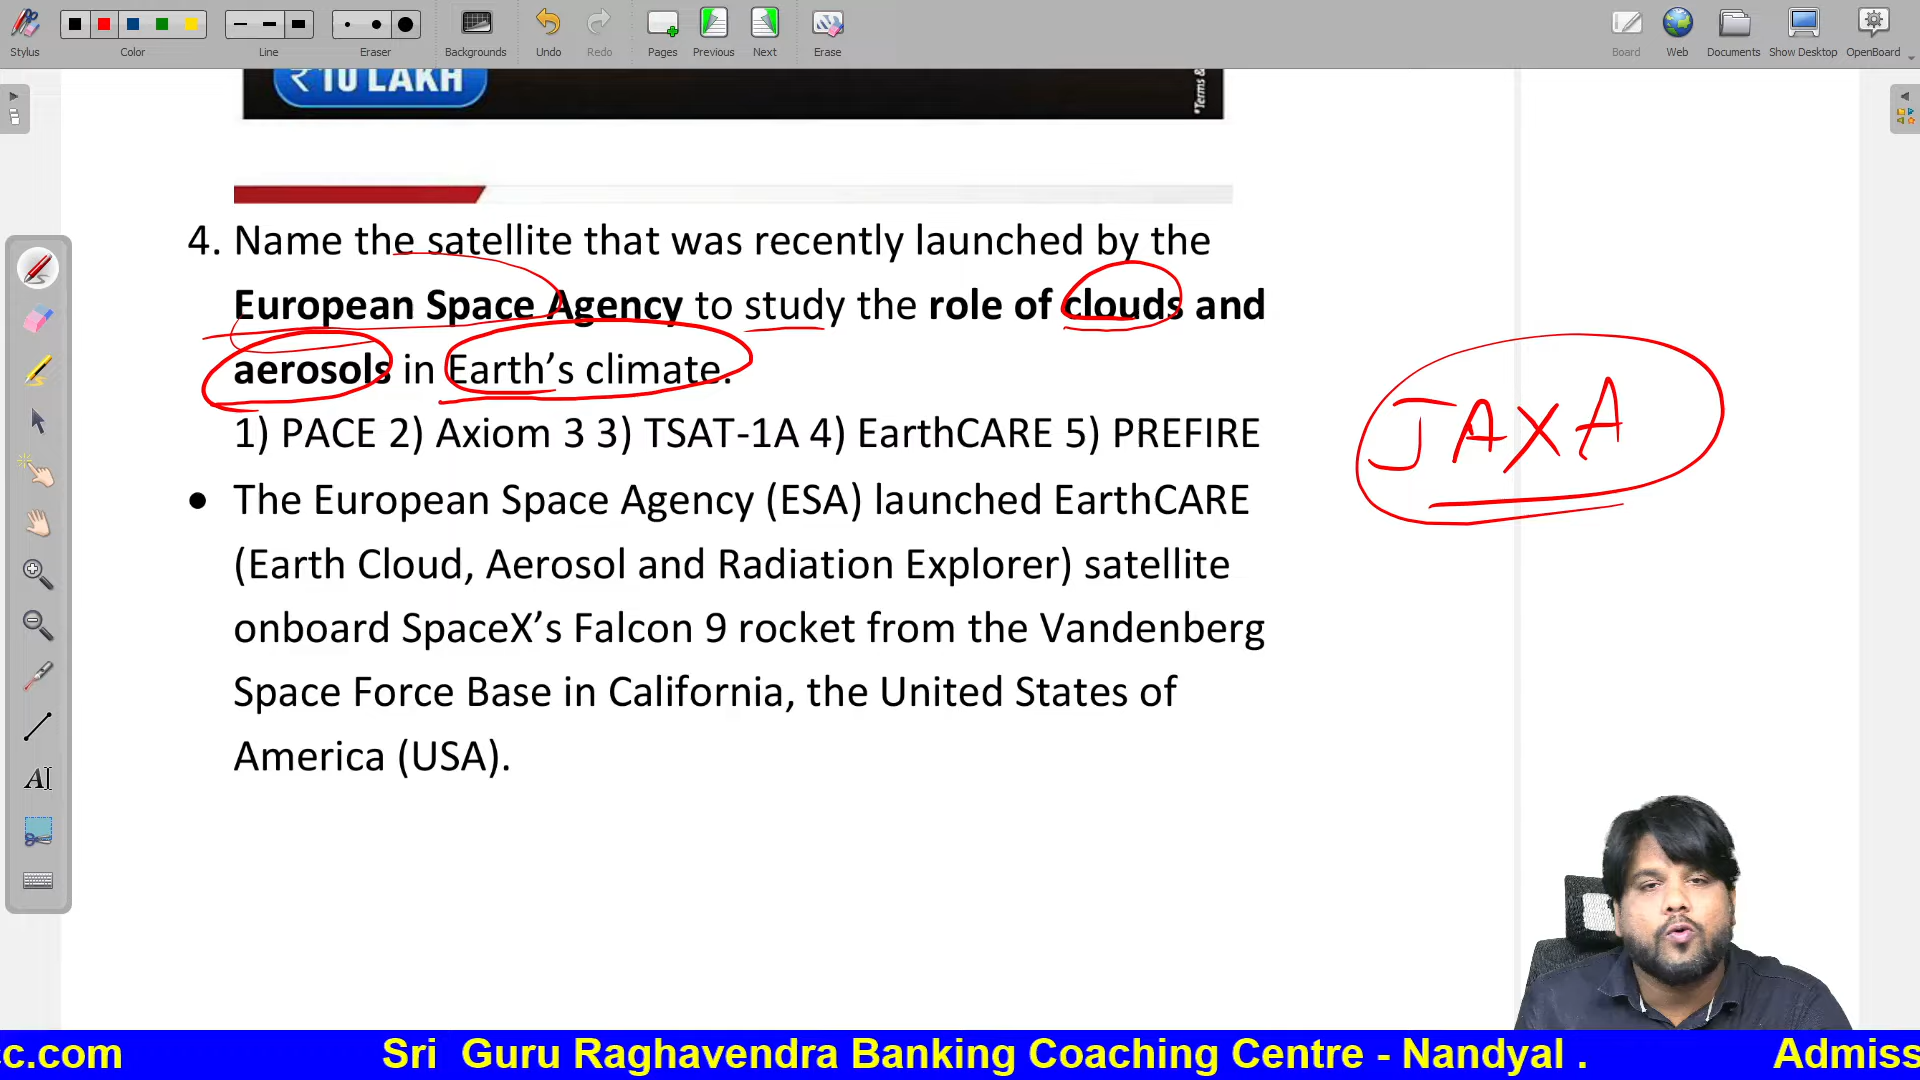 Stylus
Color
Line
Eraser
Backgrounds
Undo
Redo
Pages
Previous
Next
Erase
Board
Web
Documents
Show Desktop
OpenBoard
₹10 LAKH
*Terms &
4. Name the satellite that was recently launched by the
European Space Agency to study the role of clouds and
aerosols in Earth’s climate.
1) PACE 2) Axiom 3 3) TSAT-1A 4) EarthCARE 5) PREFIRE
JAXA
● The European Space Agency (ESA) launched EarthCARE
(Earth Cloud, Aerosol and Radiation Explorer) satellite
onboard SpaceX’s Falcon 9 rocket from the Vandenberg
Space Force Base in California, the United States of
America (USA).
cc.com Sri Guru Raghavendra Banking Coaching Centre - Nandyal . Admiss